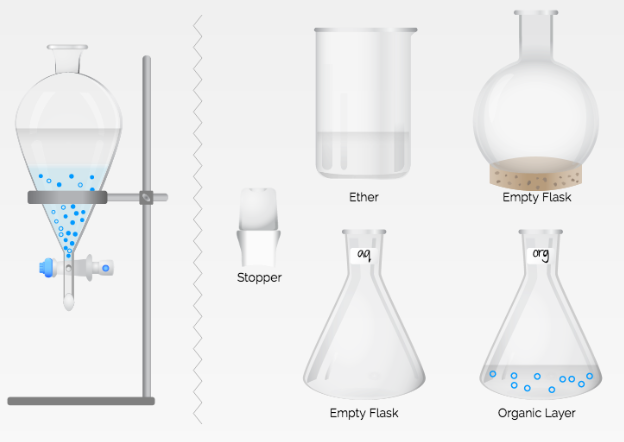 Ether
Empty Flask
Stopper
aq
org
Empty Flask
Organic Layer